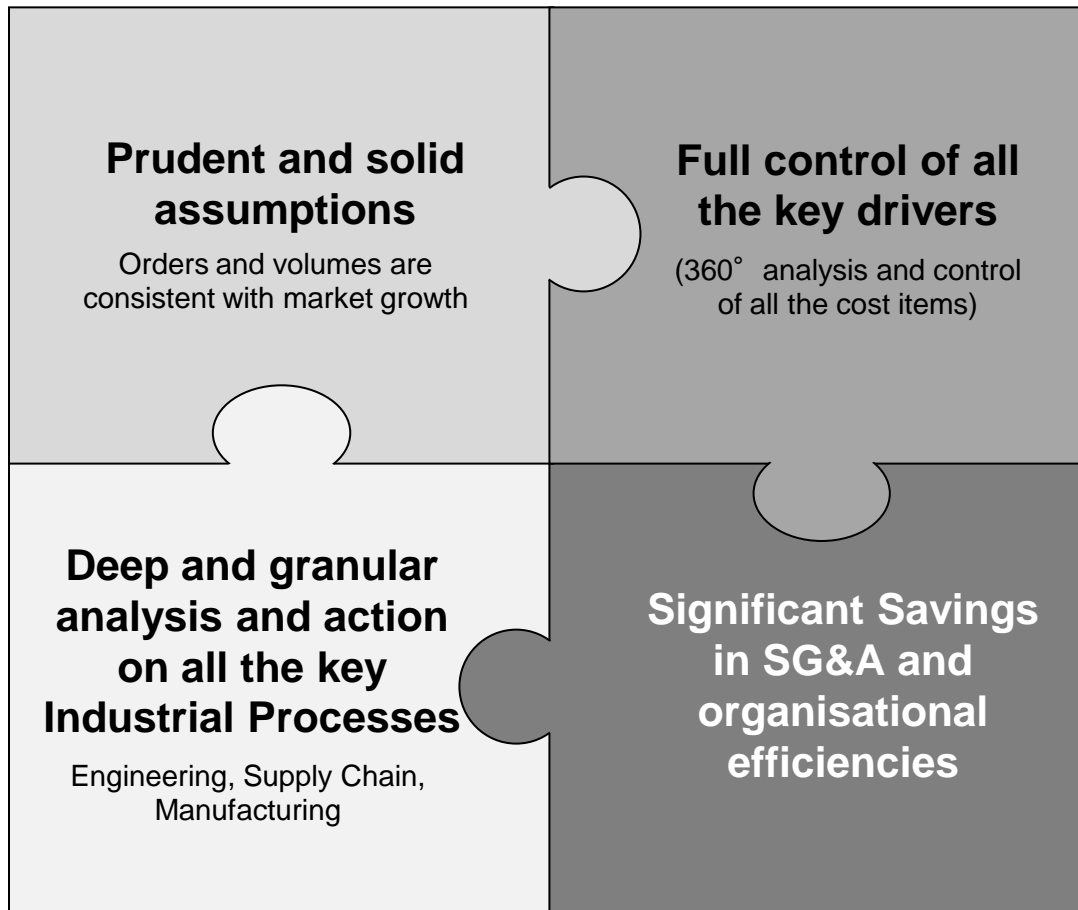 Prudent and solid
assumptions
Orders and volumes are
consistent with market growth
Full control of all
the key drivers
(360° analysis and control
of all the cost items)
Deep and granular
analysis and action
on all the key
Industrial Processes
Engineering, Supply Chain,
Manufacturing
Significant Savings
in SG&A and
organisational
efficiencies